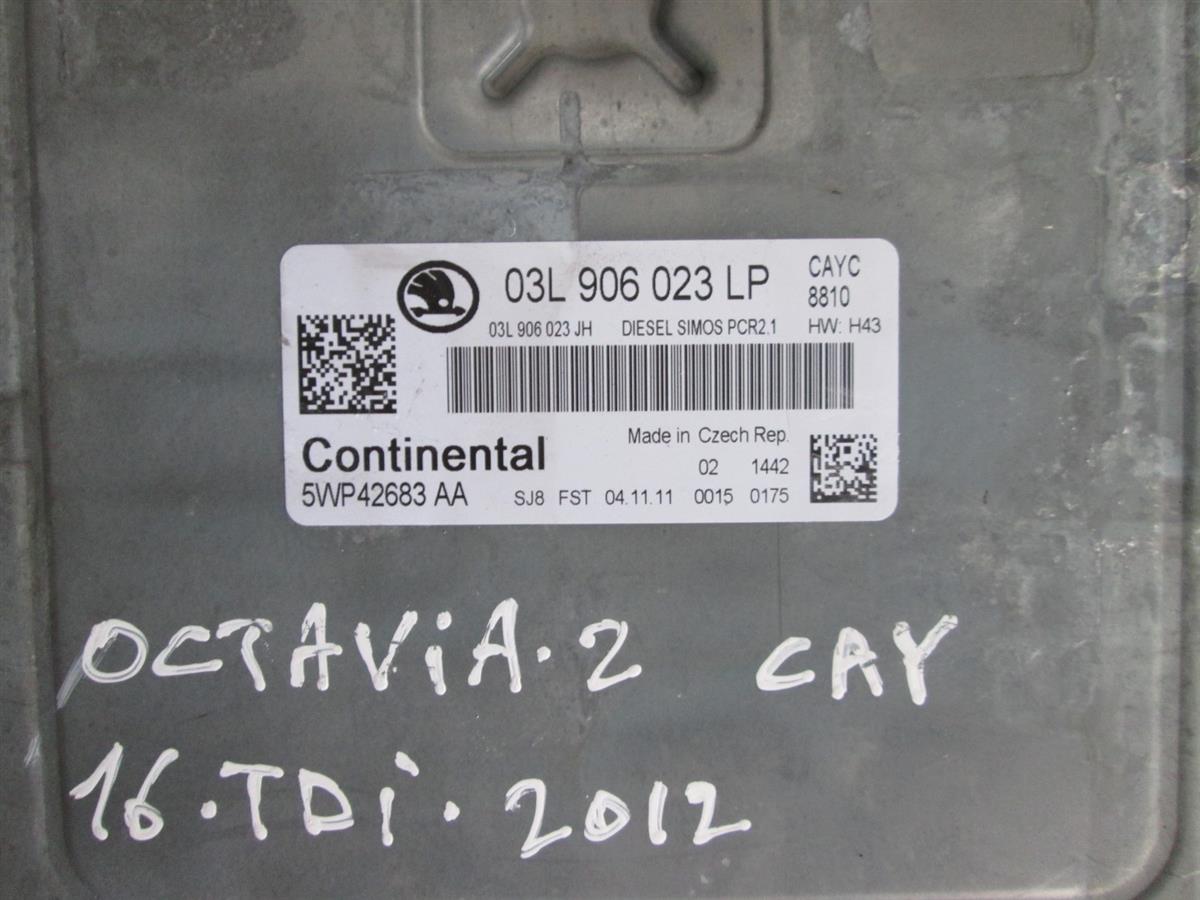 03L 906 023 LP CAYC
8810
03L 906 023 JH DIESEL SIMOS PCR2.1 HW: H43
Continental Made in Czech Rep.
02 1442
5WP42683 AA SJ8 FST 04.11.11 0015 0175
OCTAViA.2 CAY
16.TDi.2012